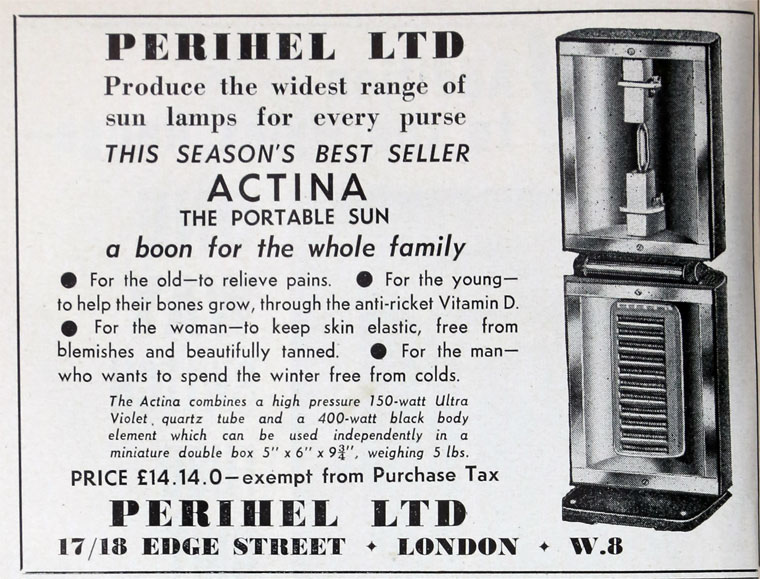 PERIHEL LTD
Produce the widest range of
sun lamps for every purse
THIS SEASON'S BEST SELLER
ACTINA
THE PORTABLE SUN
a boon for the whole family
● For the old—to relieve pains. ● For the young—
to help their bones grow, through the anti-ricket Vitamin D.
● For the woman—to keep skin elastic, free from
blemishes and beautifully tanned. ● For the man—
who wants to spend the winter free from colds.
The Actina combines a high pressure 150-watt Ultra
Violet quartz tube and a 400-watt black body
element which can be used independently in a
miniature double box 5" x 6" x 9¾", weighing 5 lbs.
PRICE £14.14.0—exempt from Purchase Tax
PERIHEL LTD
17/18 EDGE STREET ✦ LONDON ✦ W.8